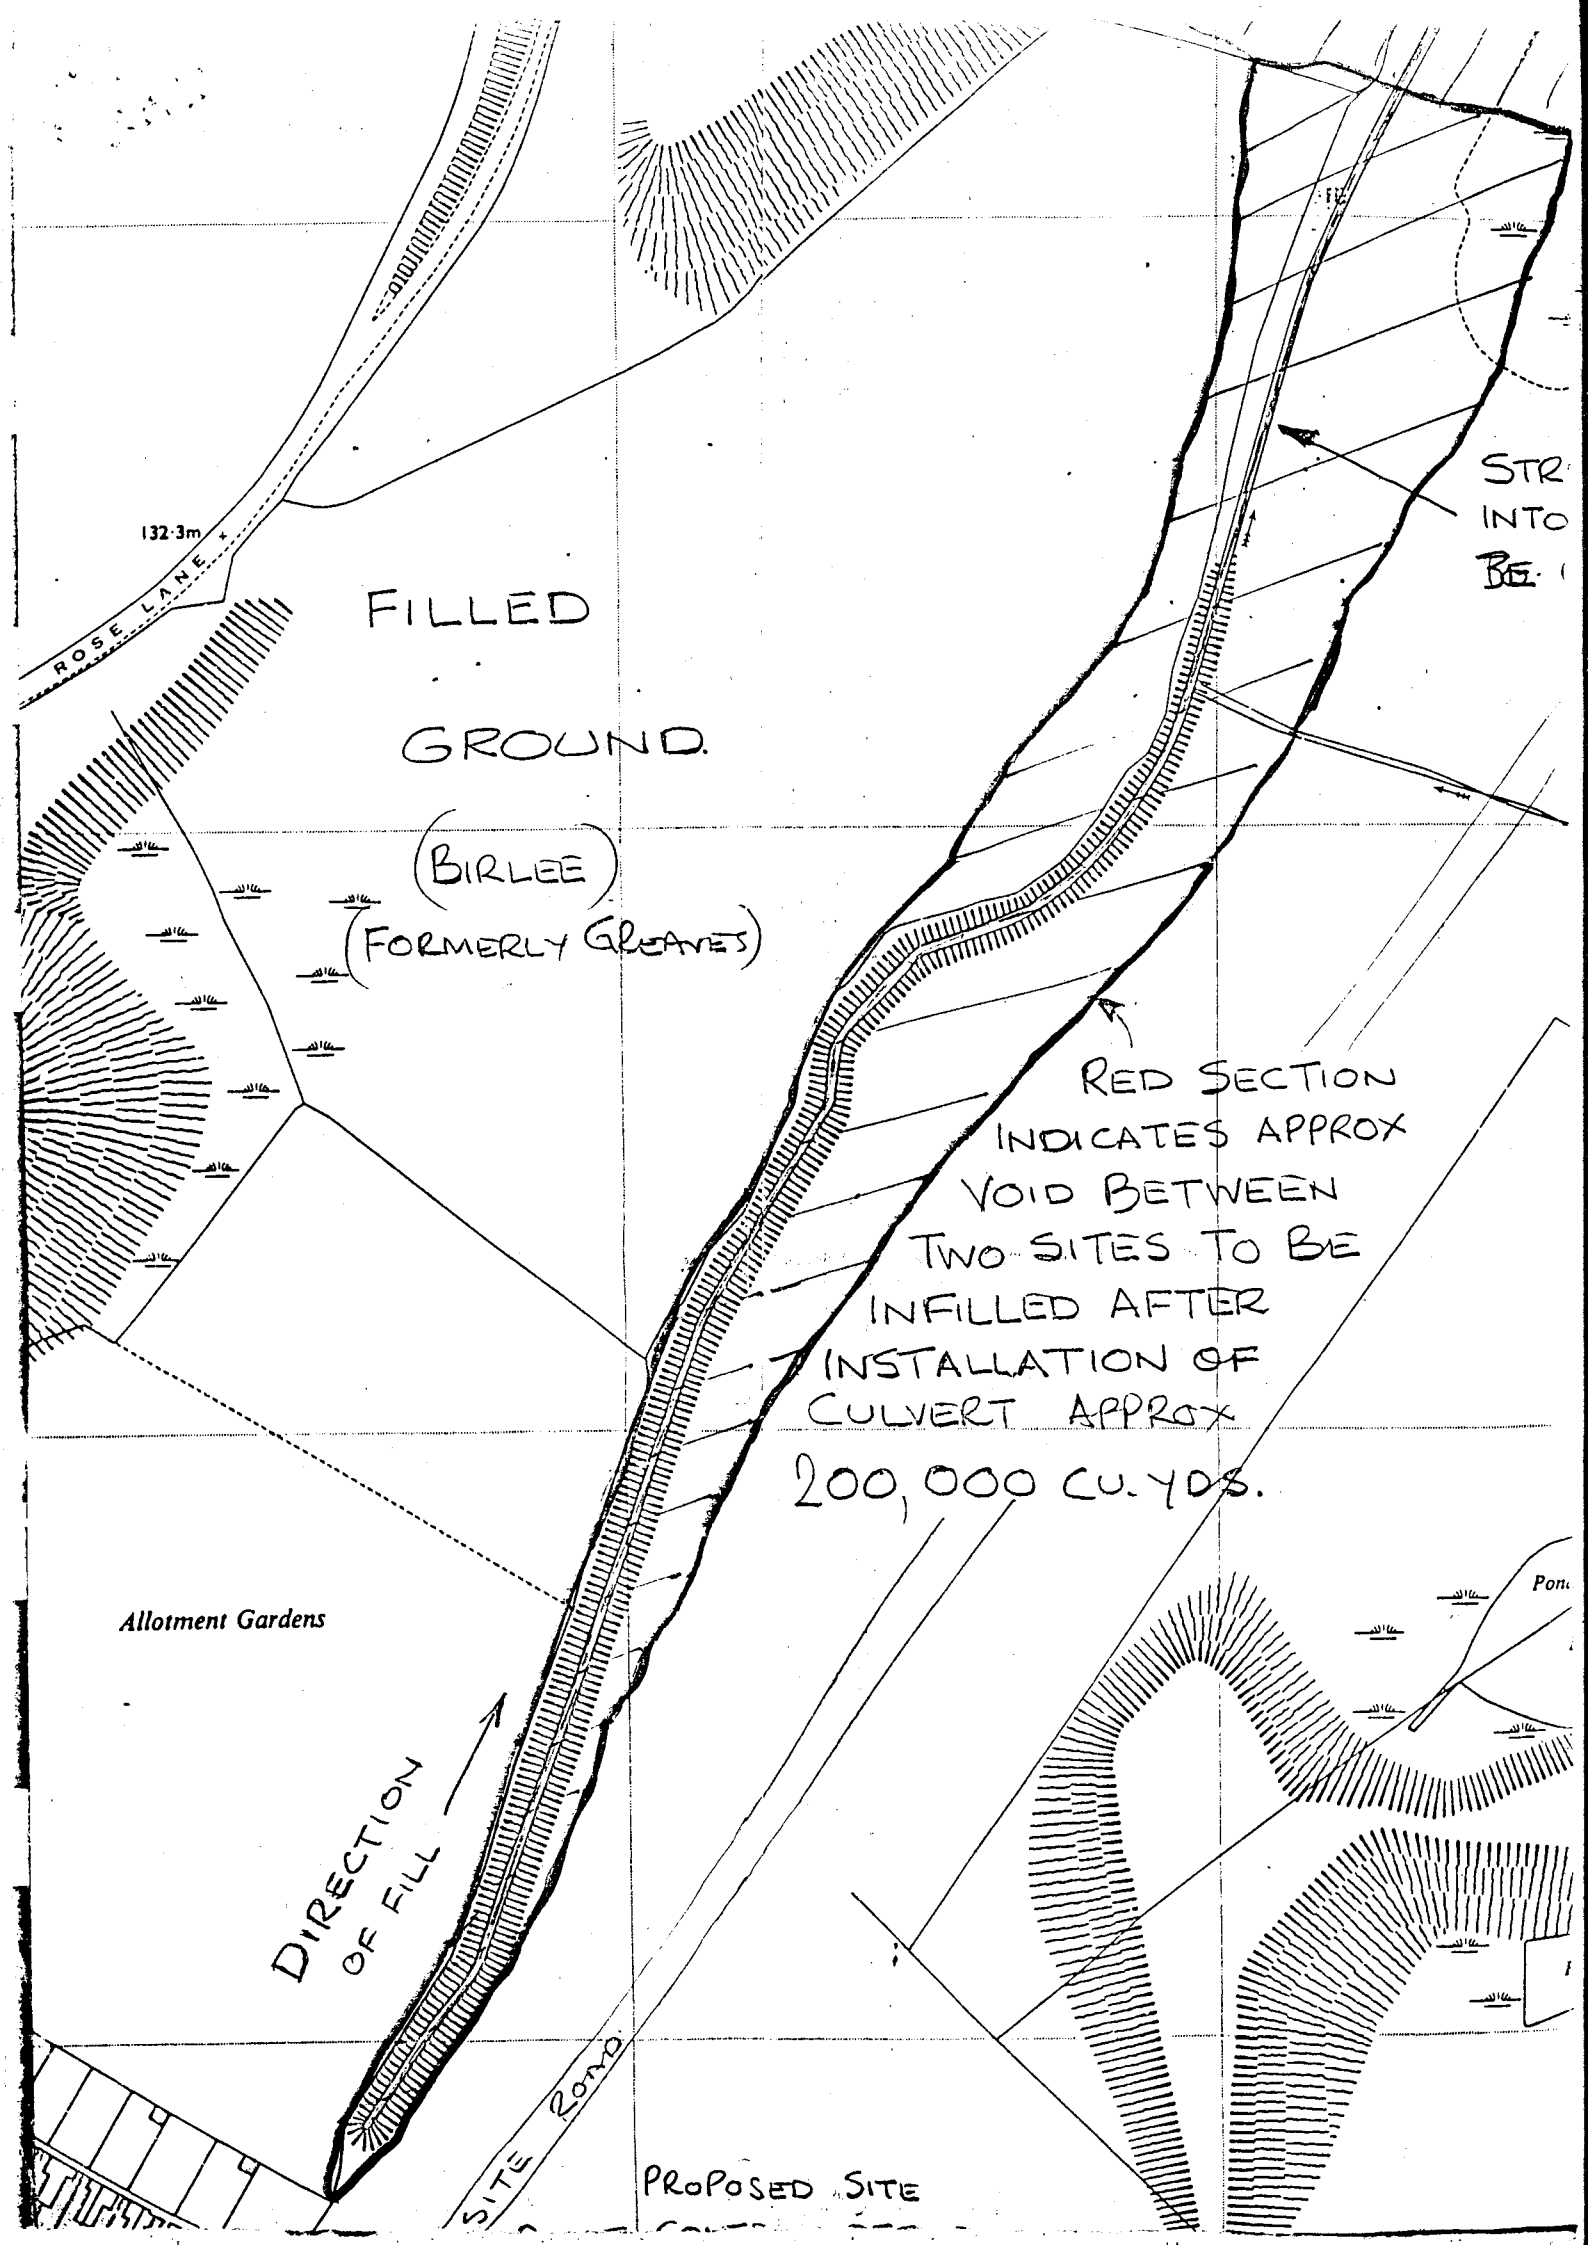 132·3m
ROSE LANE
FILLED
GROUND.
(BIRLEE)
(FORMERLY GREAVES)
STR
INTO
BE
RED SECTION
INDICATES APPROX
VOID BETWEEN
TWO SITES TO BE
INFILLED AFTER
INSTALLATION OF
CULVERT APPROX
200,000 CU. YDS.
Allotment Gardens
DIRECTION
OF FILL
SITE ROAD
PROPOSED SITE